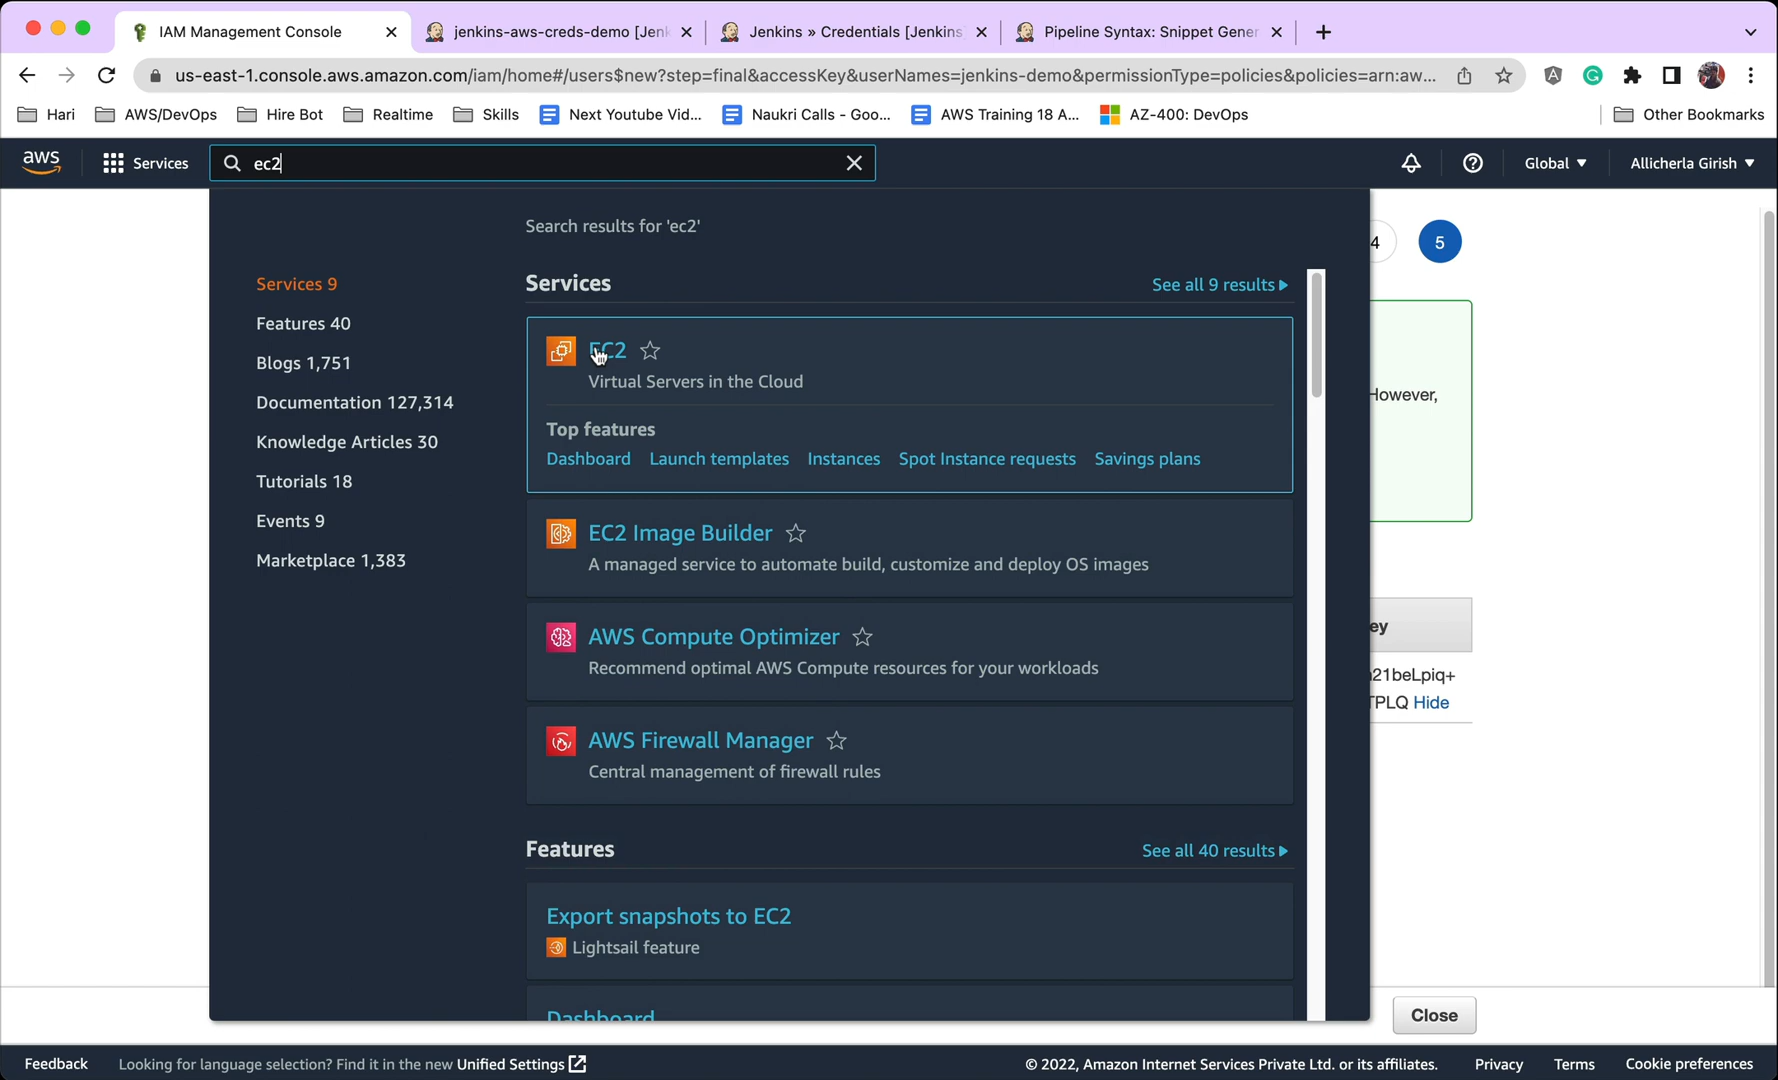 IAM Management Console
jenkins-aws-creds-demo [Jenk
Jenkins » Credentials [Jenkins
Pipeline Syntax: Snippet Gener
us-east-1.console.aws.amazon.com/iam/home#/users$new?step=final&accessKey&userNames=jenkins-demo&permissionType=policies&policies=arn:aw...
Hari
AWS/DevOps
Hire Bot
Realtime
Skills
Next Youtube Vid...
Naukri Calls - Goo...
AWS Training 18 A...
AZ-400: DevOps
Other Bookmarks
aws
Services
ec2
Global
Allicherla Girish
Search results for 'ec2'
Services 9
Features 40
Blogs 1,751
Documentation 127,314
Knowledge Articles 30
Tutorials 18
Events 9
Marketplace 1,383
Services
See all 9 results
EC2
Virtual Servers in the Cloud
Top features
Dashboard Launch templates Instances Spot Instance requests Savings plans
EC2 Image Builder
A managed service to automate build, customize and deploy OS images
AWS Compute Optimizer
Recommend optimal AWS Compute resources for your workloads
AWS Firewall Manager
Central management of firewall rules
Features
See all 40 results
Export snapshots to EC2
Lightsail feature
Dashboard
4
5
However,
ey
21beLpiq+
TPLQ Hide
Close
Feedback
Looking for language selection? Find it in the new Unified Settings
© 2022, Amazon Internet Services Private Ltd. or its affiliates.
Privacy
Terms
Cookie preferences